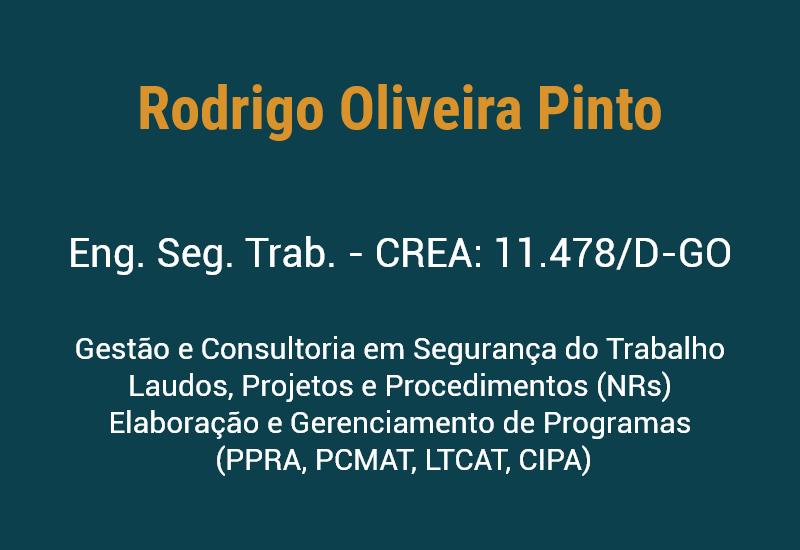 Rodrigo Oliveira Pinto
Eng. Seg. Trab. - CREA: 11.478/D-GO
Gestão e Consultoria em Segurança do Trabalho
Laudos, Projetos e Procedimentos (NRs)
Elaboração e Gerenciamento de Programas
(PPRA, PCMAT, LTCAT, CIPA)